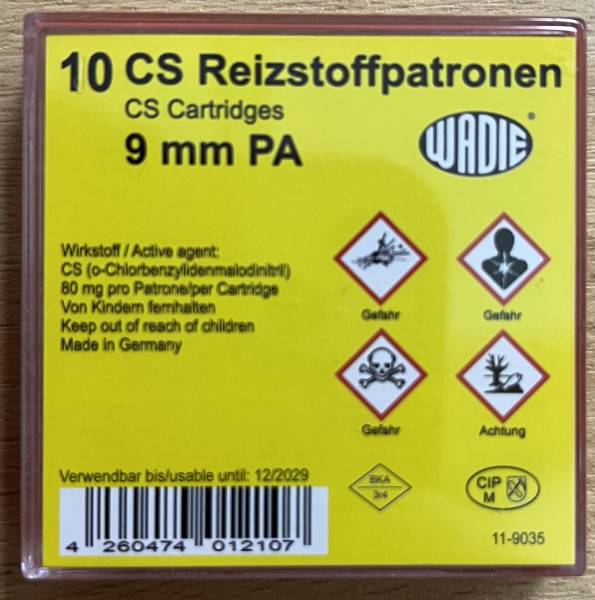 10 CS Reizstoffpatronen
CS Cartridges
9 mm PA
WADIE®
Wirkstoff / Active agent:
CS (o-Chlorbenzylidenmalodinitril)
80 mg pro Patrone/per Cartridge
Von Kindern fernhalten
Keep out of reach of children
Made in Germany
Gefahr
Gefahr
Gefahr
Achtung
Verwendbar bis/usable until: 12/2029
BKA
3r4
CIP
M
4 260474 012107
11-9035